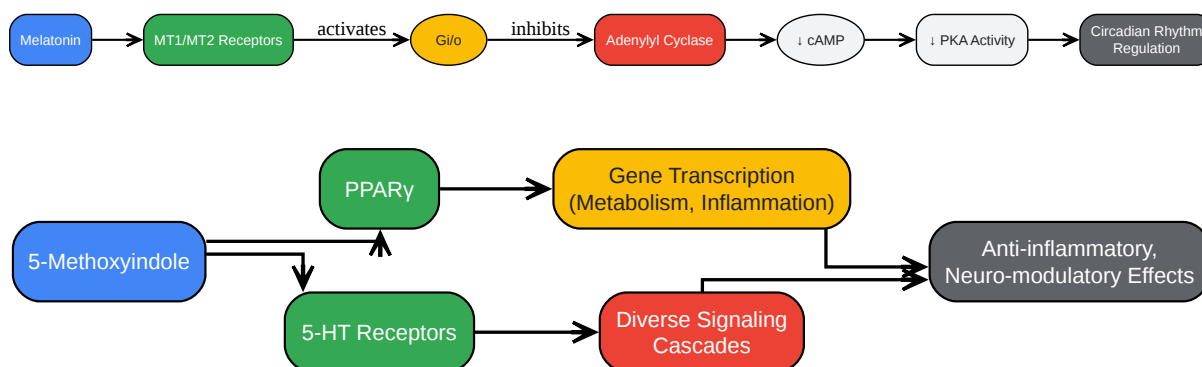 Melatonin
MT1/MT2 Receptors
activates
Gi/o
inhibits
Adenylyl Cyclase
↓ cAMP
↓ PKA Activity
Circadian Rhythm
Regulation
PPARγ
Gene Transcription
(Metabolism, Inflammation)
5-Methoxyindole
Anti-inflammatory,
Neuro-modulatory Effects
5-HT Receptors
Diverse Signaling
Cascades